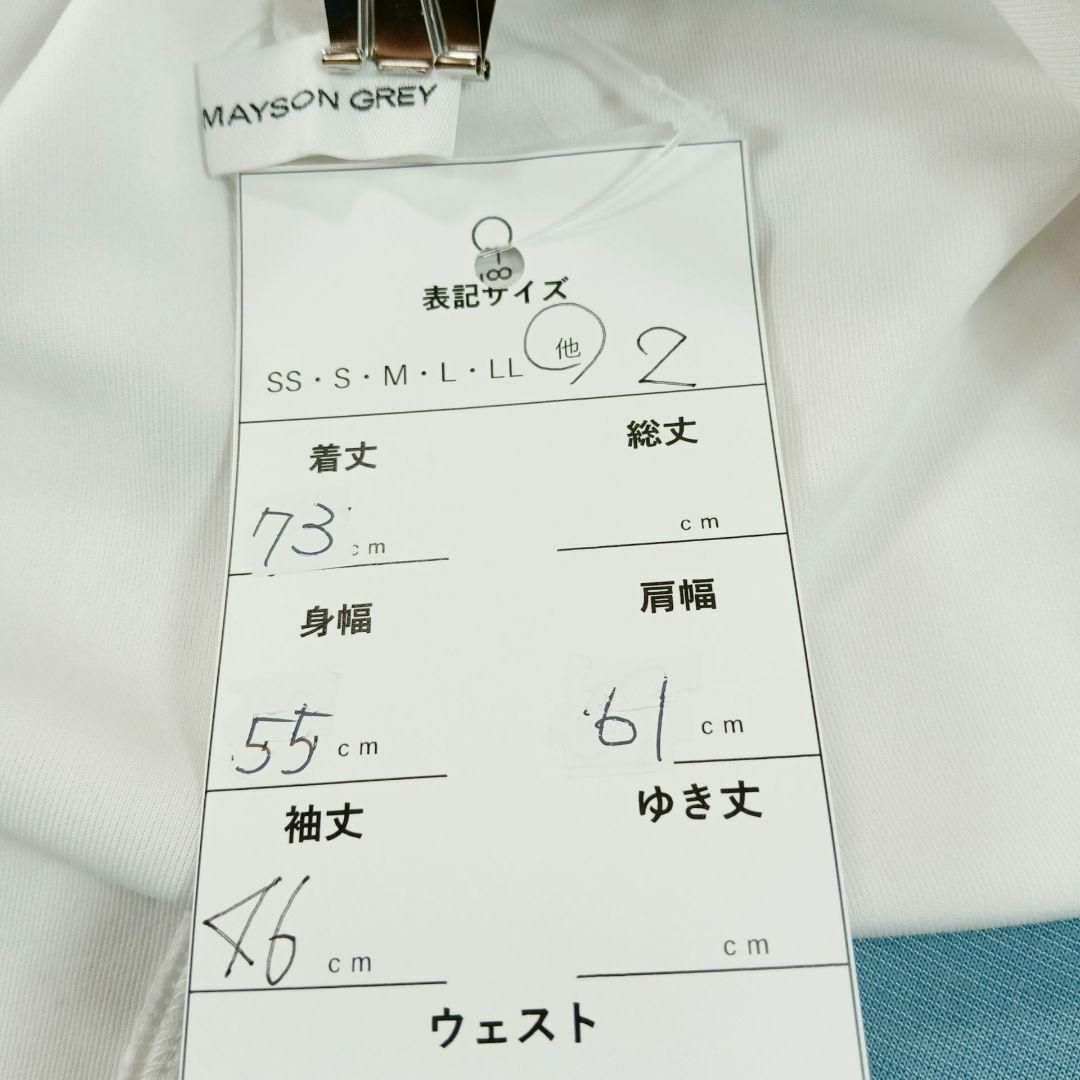 MAYSON GREY
表記サイズ
SS・S・M・L・LL 他 2
着丈 総丈
73 cm cm
身幅 肩幅
55 cm 61 cm
袖丈 ゆき丈
46 cm cm
ウェスト